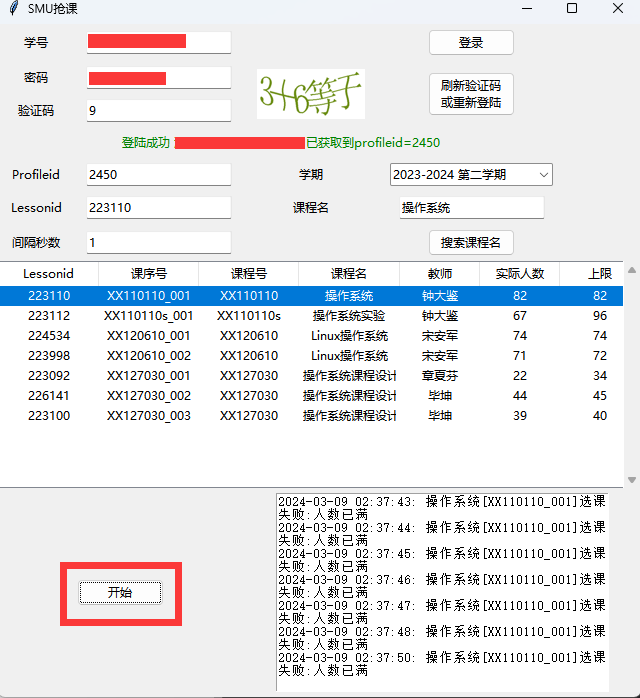 SMU抢课
学号 登录
密码
3+6等于
刷新验证码
或重新登陆
验证码 9
登陆成功 已获取到profileid=2450
Profileid 2450 学期 2023-2024 第二学期
Lessonid 223110 课程名 操作系统
间隔秒数 1 搜索课程名
Lessonid 课序号 课程号 课程名 教师 实际人数 上限
223110 XX110110_001 XX110110 操作系统 钟大鉴 82 82
223112 XX110110s_001 XX110110s 操作系统实验 钟大鉴 67 96
224534 XX120610_001 XX120610 Linux操作系统 宋安军 74 74
223998 XX120610_002 XX120610 Linux操作系统 宋安军 71 72
223092 XX127030_001 XX127030 操作系统课程设计 章夏芬 22 34
226141 XX127030_002 XX127030 操作系统课程设计 毕坤 44 45
223100 XX127030_003 XX127030 操作系统课程设计 毕坤 39 40
2024-03-09 02:37:43: 操作系统[XX110110_001]选课
失败:人数已满
2024-03-09 02:37:44: 操作系统[XX110110_001]选课
失败:人数已满
2024-03-09 02:37:45: 操作系统[XX110110_001]选课
失败:人数已满
2024-03-09 02:37:46: 操作系统[XX110110_001]选课
失败:人数已满
2024-03-09 02:37:47: 操作系统[XX110110_001]选课
失败:人数已满
2024-03-09 02:37:48: 操作系统[XX110110_001]选课
失败:人数已满
2024-03-09 02:37:50: 操作系统[XX110110_001]选课
失败:人数已满
开始